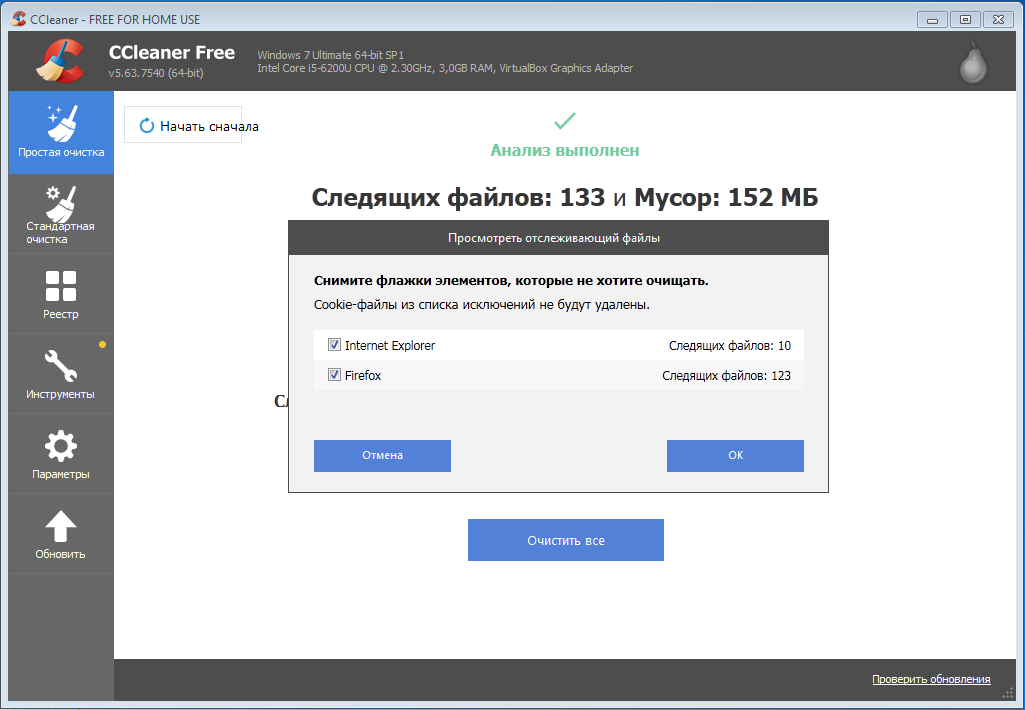 CCleaner - FREE FOR HOME USE
CCleaner Free
v5.63.7540 (64-bit)
Windows 7 Ultimate 64-bit SP1
Intel Core i5-6200U CPU @ 2.30GHz, 3,0GB RAM, VirtualBox Graphics Adapter
Простая очистка
Стандартная
очистка
Реестр
Инструменты
Параметры
Обновить
Начать сначала
Анализ выполнен
Следящих файлов: 133 и Мусор: 152 МБ
Просмотреть отслеживающий файлы
Снимите флажки элементов, которые не хотите очищать.
Cookie-файлы из списка исключений не будут удалены.
Internet Explorer Следящих файлов: 10
Firefox Следящих файлов: 123
Отмена ОК
Очистить все
Проверить обновления